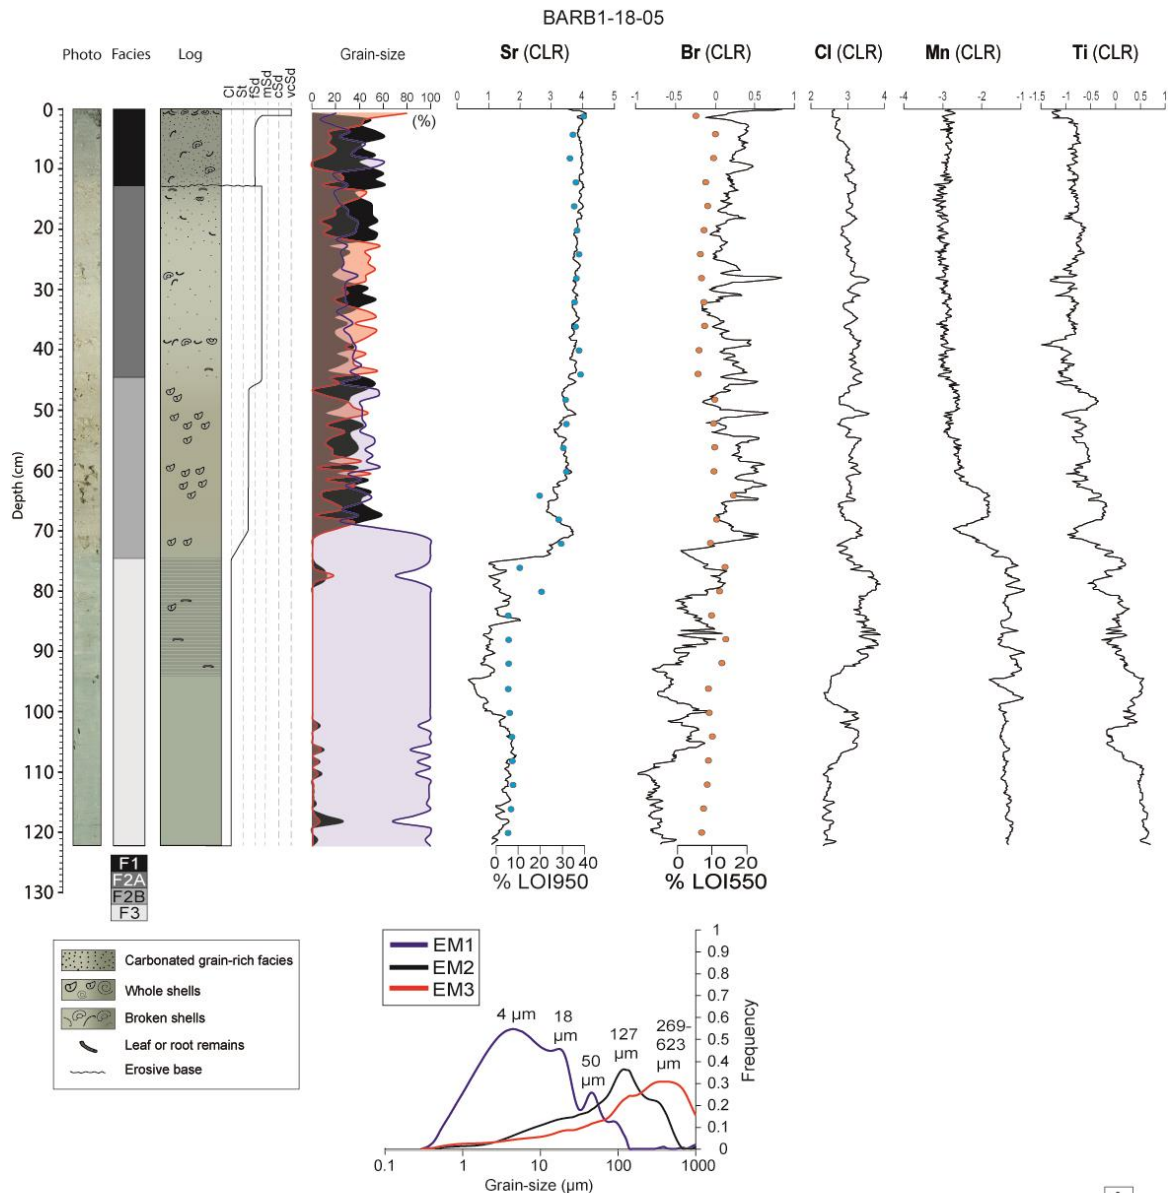 BARB1-18-05
Photo Facies Log Grain-size Sr (CLR) Br (CLR) Cl (CLR) Mn (CLR) Ti (CLR)
Cl St fSd mSd cSd vcSd
0 20 40 60 80 100
(%)
0 1 2 3 4 5
-1 -0.5 0 0.5 1
2 3 4
-4 -3 -2 -1
-1.5 -1 -0.5 0 0.5 1
Depth (cm)
0
10
20
30
40
50
60
70
80
90
100
110
120
130
F1
F2A
F2B
F3
0 10 20 30 40
% LOI950
0 10 20
% LOI550
Carbonated grain-rich facies
Whole shells
Broken shells
Leaf or root remains
Erosive base
EM1
EM2
EM3
4 µm
18 µm
50 µm
127 µm
269-
623
µm
1
0.9
0.8
0.7
0.6
0.5
0.4
0.3
0.2
0.1
0
Frequency
0.1 1 10 100 1000
Grain-size (µm)